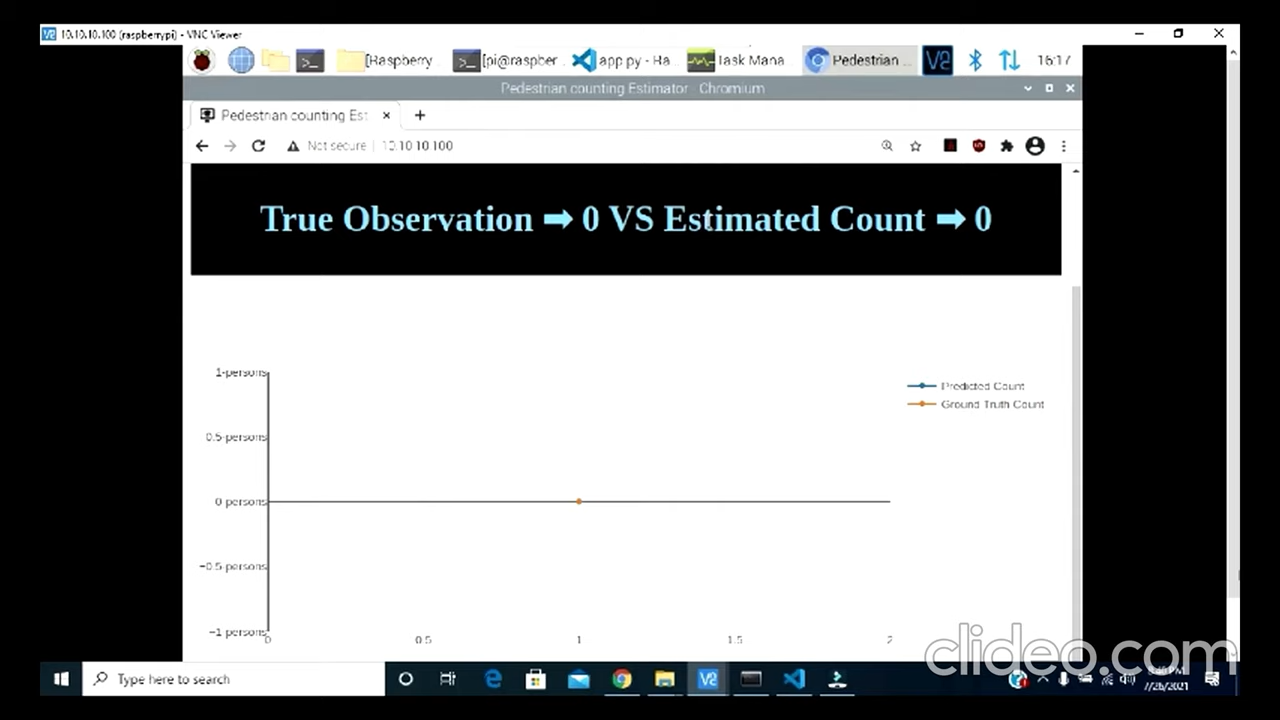 10.10.10.100 (raspberrypi) - VNC Viewer
[Raspberry [pi@raspber app.py - Ra... Task Mana Pedestrian ... 16:17
Pedestrian counting Estimator - Chromium
Pedestrian counting Est
Not secure | 10.10.10.100
True Observation ➡ 0 VS Estimated Count ➡ 0
1-persons
Predicted Count
Ground Truth Count
0.5-persons
0 persons
−0.5-persons
−1 persons
0 0.5 1 1.5 2
clideo.com
Type here to search
7/26/2021